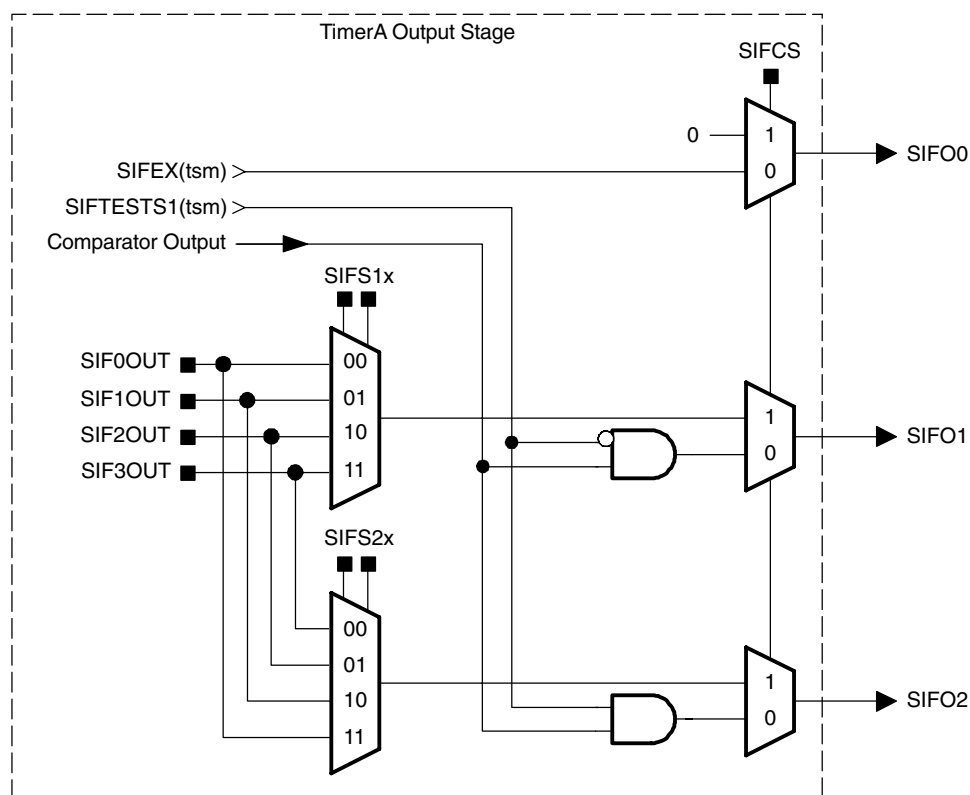 TimerA Output Stage
SIFCS
0
1
SIFO0
SIFEX(tsm)
0
SIFTESTS1(tsm)
Comparator Output
SIFS1x
SIF0OUT
00
SIF1OUT
01
1
SIF2OUT
10
SIFO1
0
SIF3OUT
11
SIFS2x
00
01
1
10
SIFO2
0
11